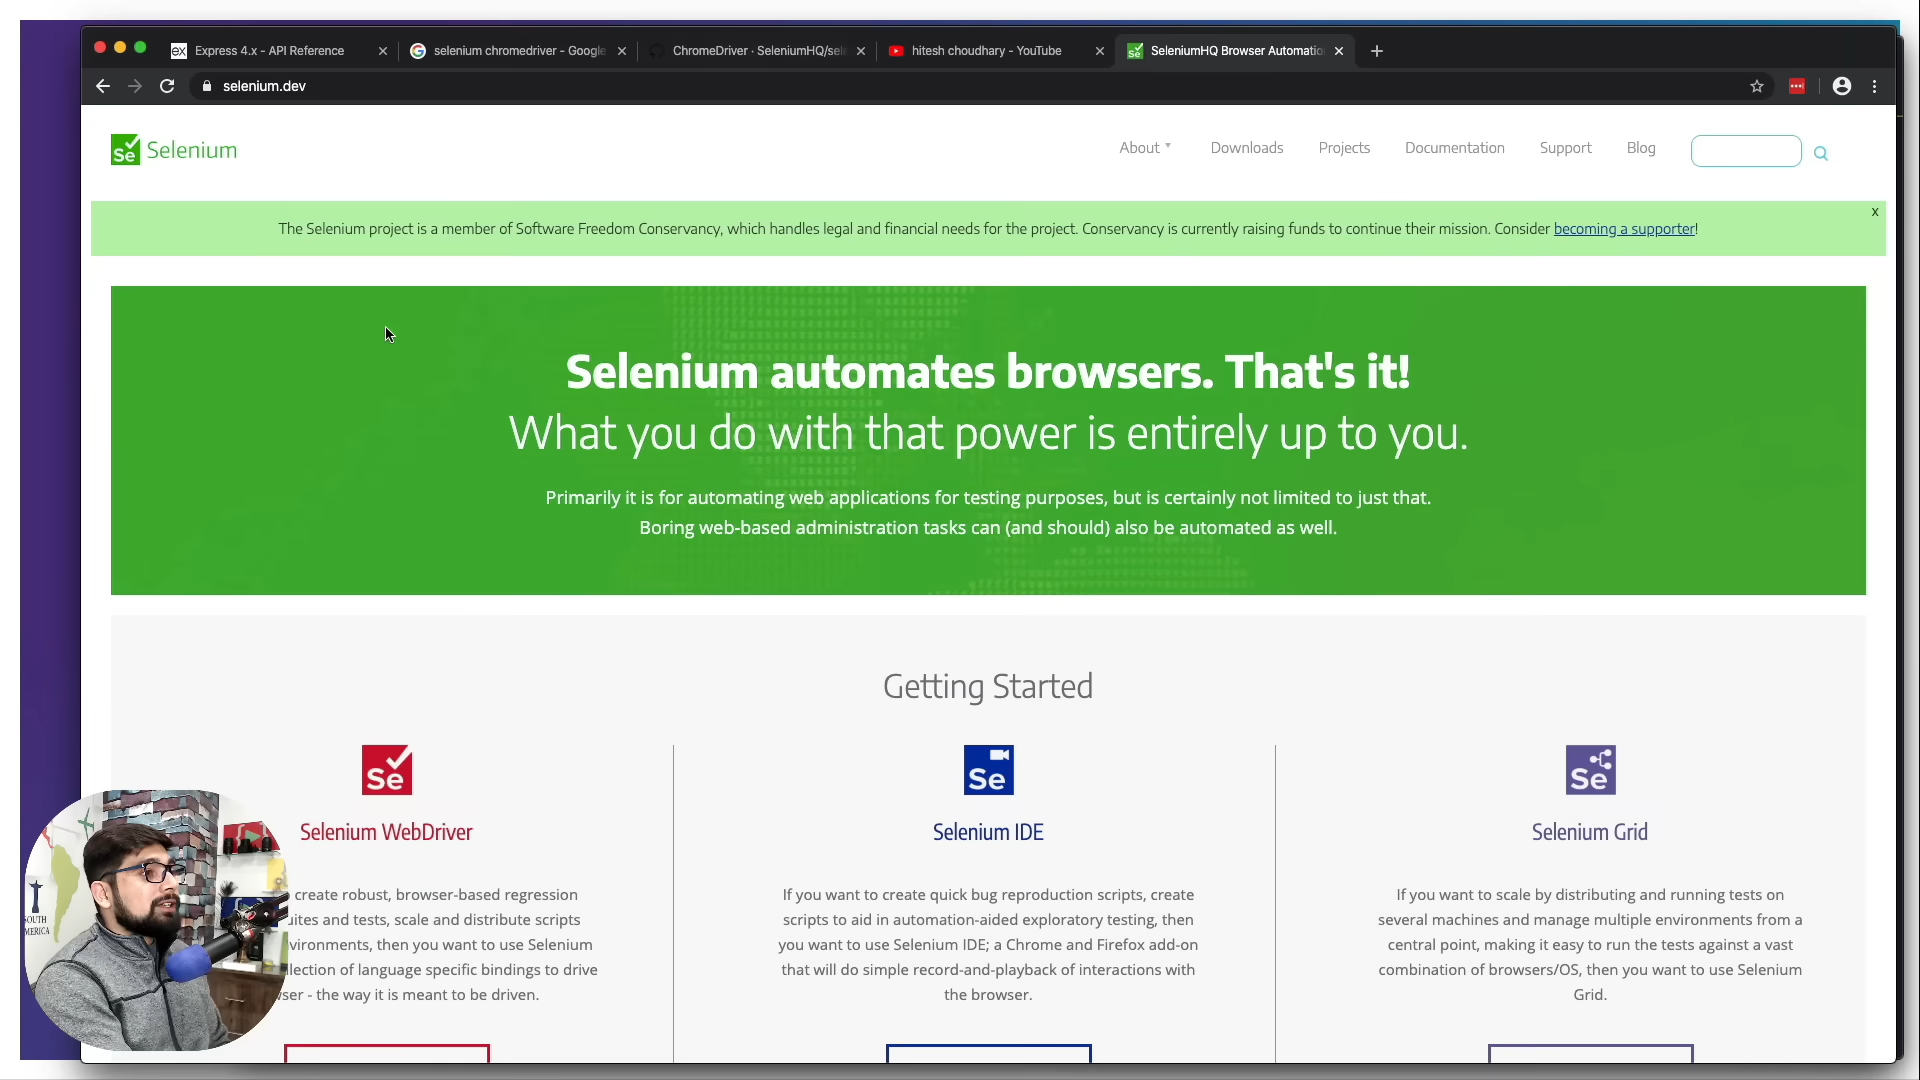 Express 4.x - API Reference
selenium chromedriver - Google
ChromeDriver · SeleniumHQ/sel
hitesh choudhary - YouTube
SeleniumHQ Browser Automatio
selenium.dev
Se Selenium
About
Downloads
Projects
Documentation
Support
Blog
x
The Selenium project is a member of Software Freedom Conservancy, which handles legal and financial needs for the project. Conservancy is currently raising funds to continue their mission. Consider becoming a supporter!
Selenium automates browsers. That's it!
What you do with that power is entirely up to you.
Primarily it is for automating web applications for testing purposes, but is certainly not limited to just that.
Boring web-based administration tasks can (and should) also be automated as well.
Getting Started
Se
Selenium WebDriver
create robust, browser-based regression
ites and tests, scale and distribute scripts
vironments, then you want to use Selenium
llection of language specific bindings to drive
ser - the way it is meant to be driven.
Se
Selenium IDE
If you want to create quick bug reproduction scripts, create
scripts to aid in automation-aided exploratory testing, then
you want to use Selenium IDE; a Chrome and Firefox add-on
that will do simple record-and-playback of interactions with
the browser.
Se
Selenium Grid
If you want to scale by distributing and running tests on
several machines and manage multiple environments from a
central point, making it easy to run the tests against a vast
combination of browsers/OS, then you want to use Selenium
Grid.
SOUTH
MERICA